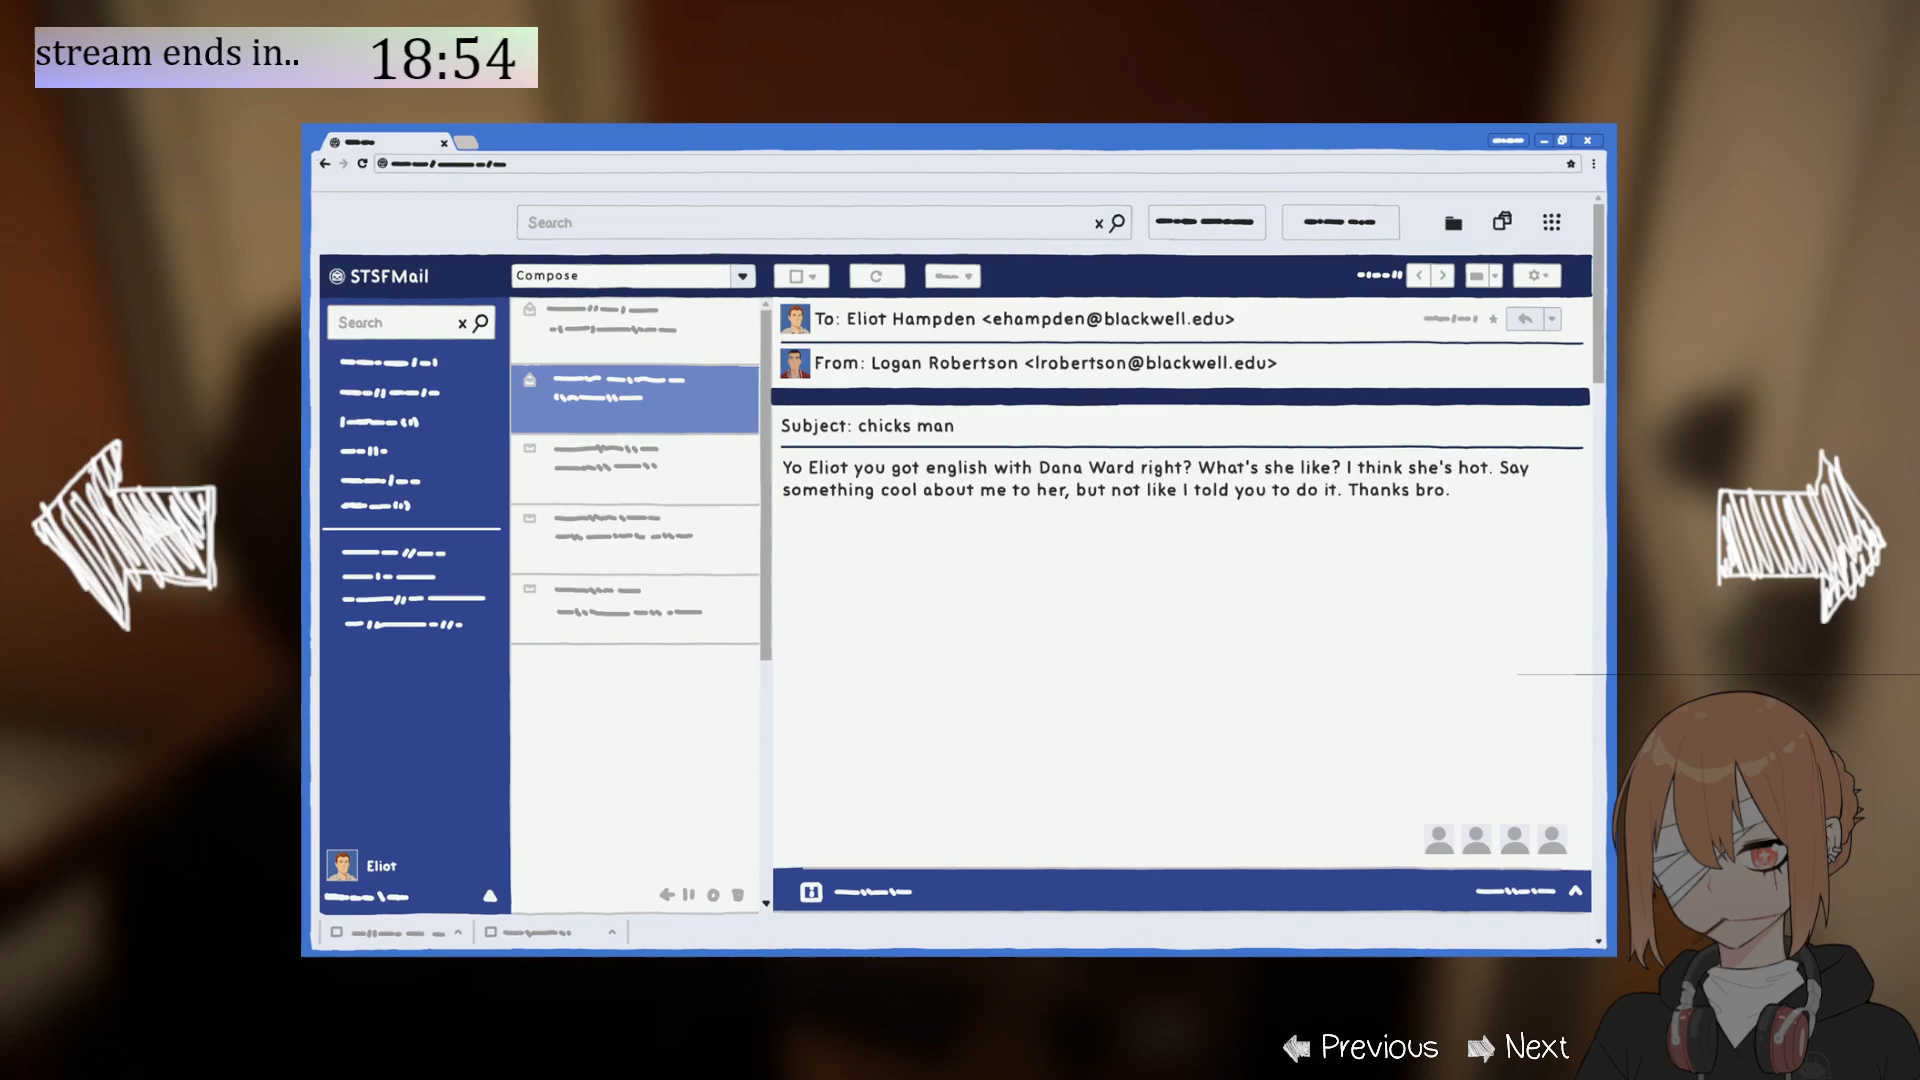 stream ends in.. 18:54
Search
STSFMail
Compose
Search
To: Eliot Hampden <ehampden@blackwell.edu>
From: Logan Robertson <lrobertson@blackwell.edu>
Subject: chicks man
Yo Eliot you got english with Dana Ward right? What's she like? I think she's hot. Say
something cool about me to her, but not like I told you to do it. Thanks bro.
Eliot
Previous Next